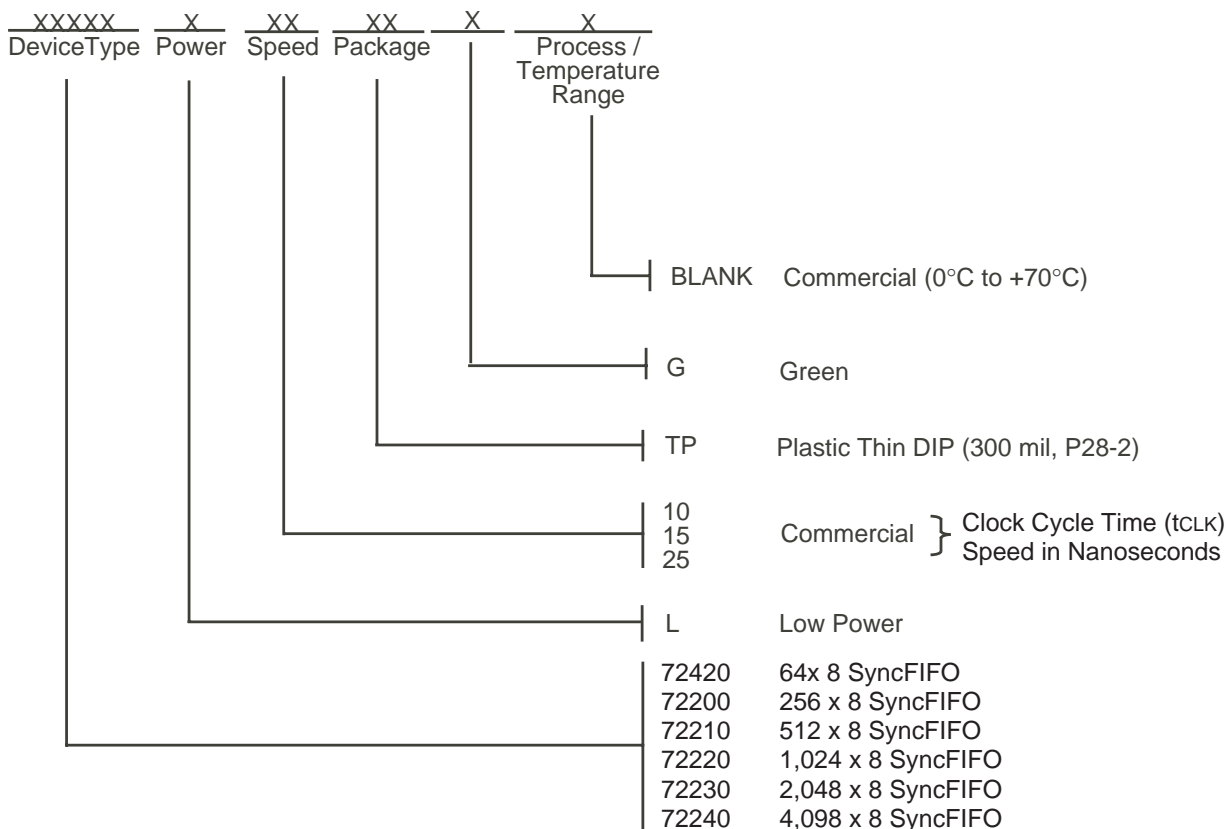 XXXXX X XX XX X X
DeviceType Power Speed Package Process /
Temperature
Range
BLANK Commercial (0°C to +70°C)
G Green
TP Plastic Thin DIP (300 mil, P28-2)
10
15
25
Commercial } Clock Cycle Time (tCLK)
Speed in Nanoseconds
L Low Power
72420 64x 8 SyncFIFO
72200 256 x 8 SyncFIFO
72210 512 x 8 SyncFIFO
72220 1,024 x 8 SyncFIFO
72230 2,048 x 8 SyncFIFO
72240 4,098 x 8 SyncFIFO